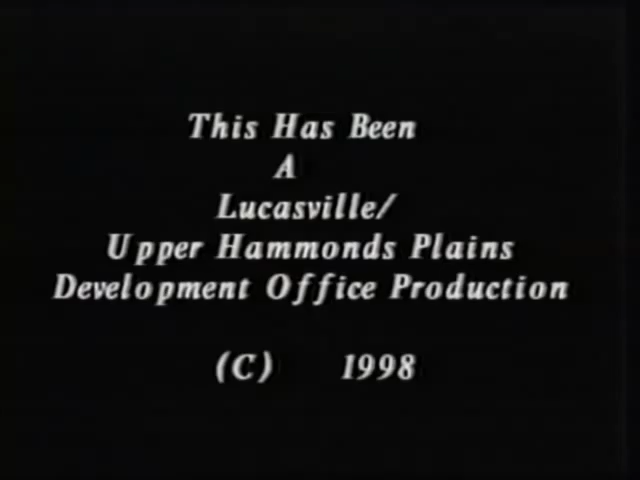 This Has Been
A
Lucasville/
Upper Hammonds Plains
Development Office Production
(C) 1998